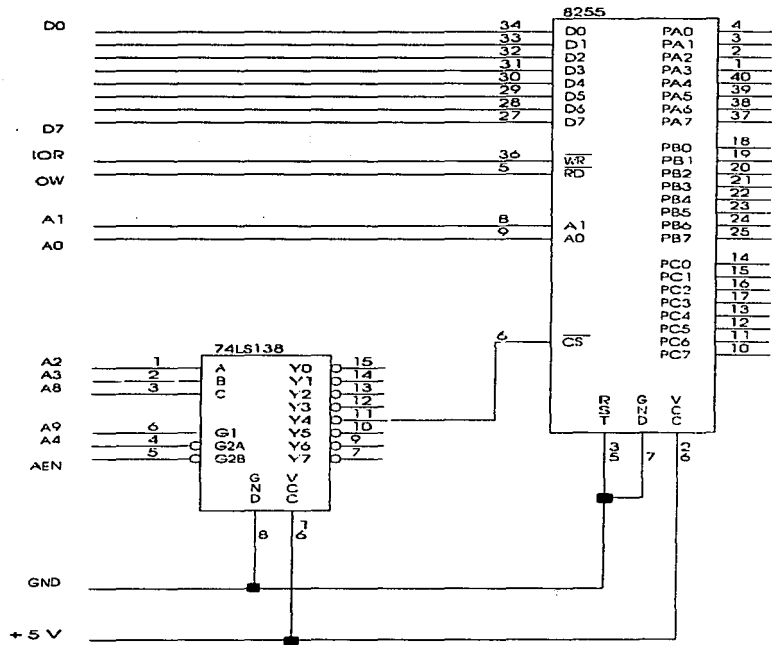 8255
D0 34 D0 PA0 4
33 D1 PA1 3
32 D2 PA2 2
31 D3 PA3 1
30 D4 PA4 40
29 D5 PA5 39
28 D6 PA6 38
D7 27 D7 PA7 37
PB0 18
IOR 36 WR PB1 19
OW 5 RD PB2 20
PB3 21
PB4 22
PB5 23
A1 8 A1 PB6 24
A0 9 A0 PB7 25
PC0 14
PC1 15
PC2 16
PC3 17
PC4 13
PC5 12
6 CS PC6 11
PC7 10
74LS138
A2 1 A Y0 15
A3 2 B Y1 14
A8 3 C Y2 13
Y3 12
Y4 11
A9 6 G1 Y5 10
A4 4 G2A Y6 9
AEN 5 G2B Y7 7
RST GND VCC
35 7 26
GND VCC
8 16
GND
+ 5 V